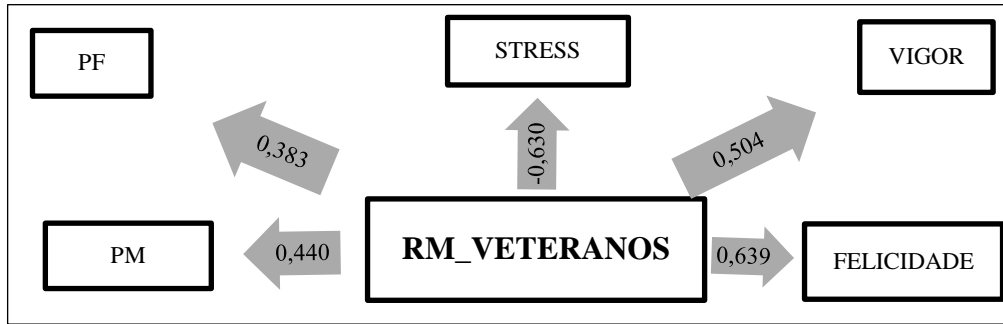 PF
STRESS
VIGOR
0,383
-0,630
0,504
PM
0,440
RM_VETERANOS
0,639
FELICIDADE